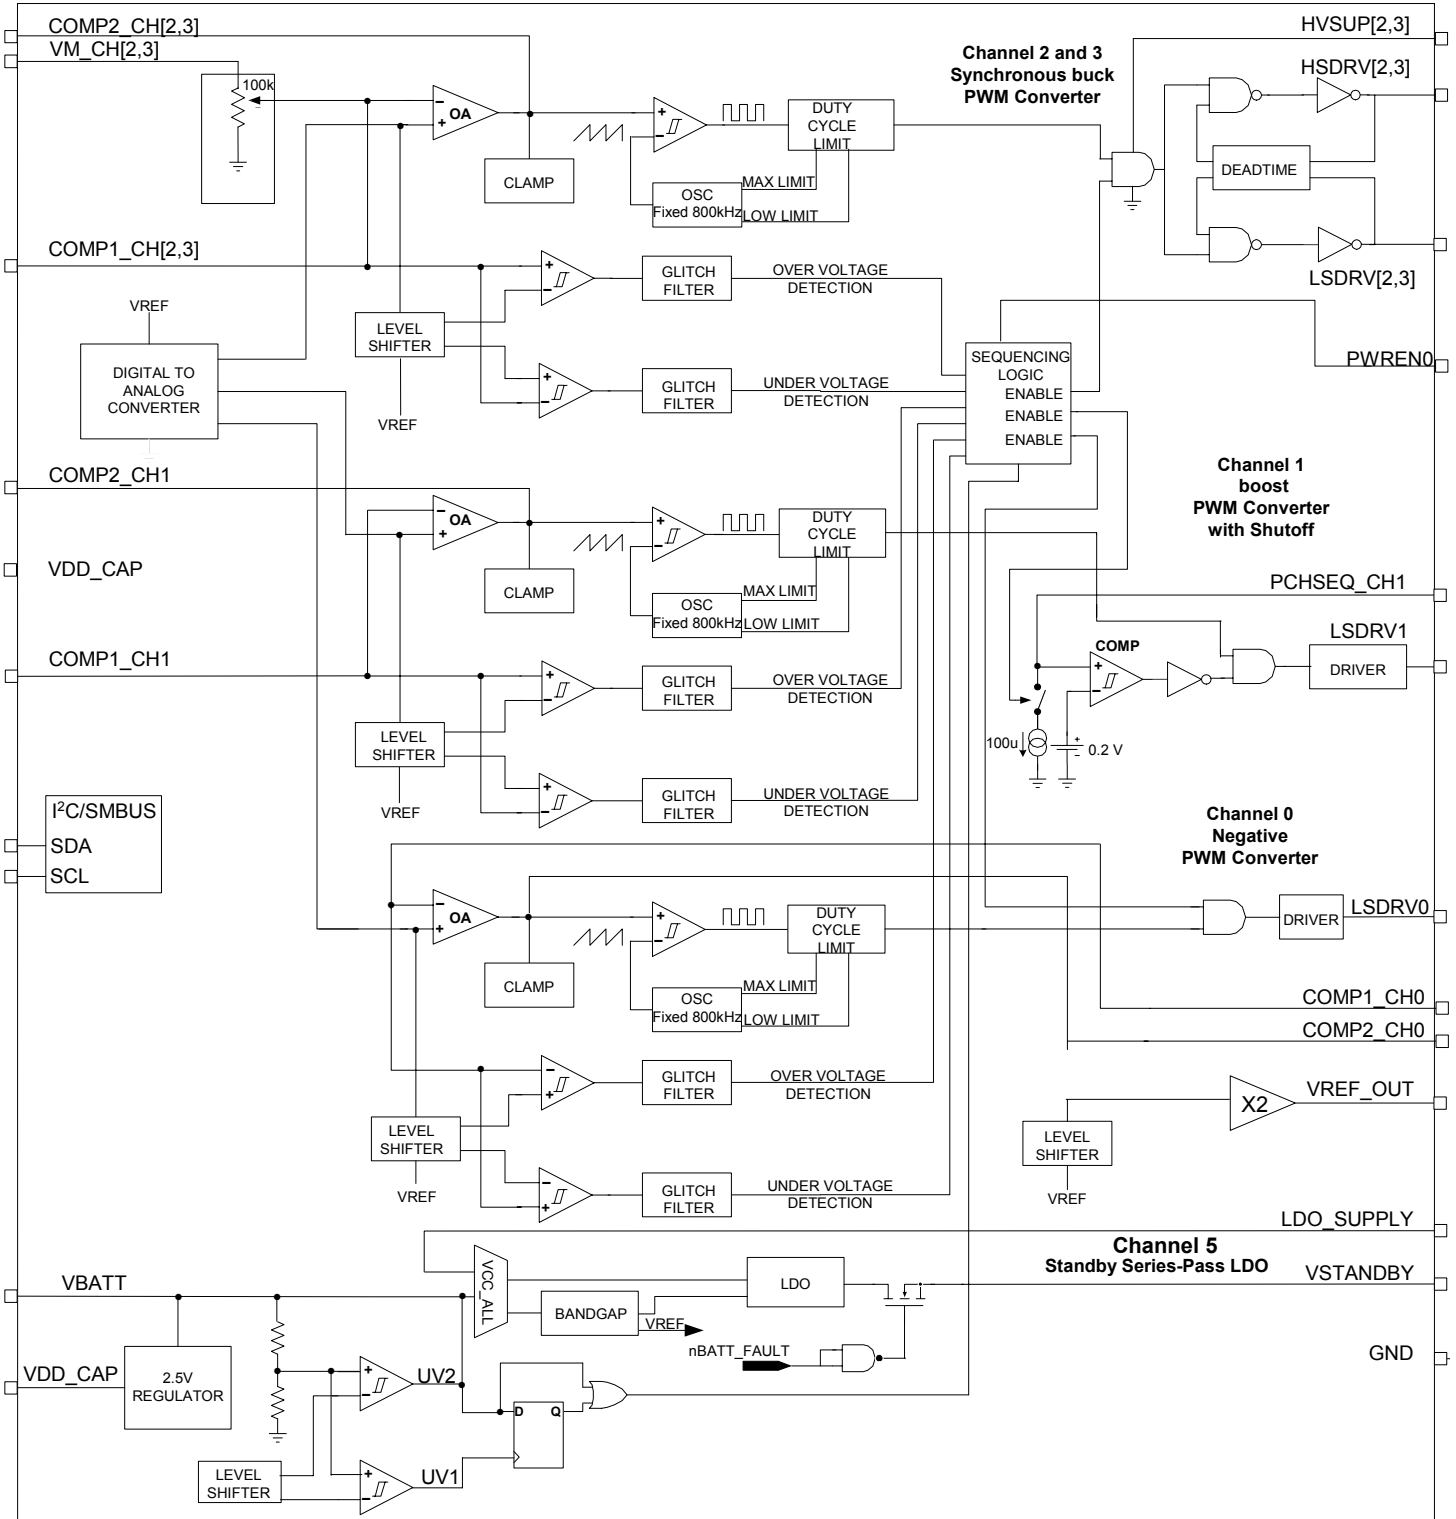 COMP2_CH[2,3]
VM_CH[2,3]
100k
OA
CLAMP
DUTY
CYCLE
LIMIT
OSC
Fixed 800kHz
MAX LIMIT
LOW LIMIT
Channel 2 and 3
Synchronous buck
PWM Converter
HVSUP[2,3]
HSDRV[2,3]
DEADTIME
LSDRV[2,3]
COMP1_CH[2,3]
VREF
DIGITAL TO
ANALOG
CONVERTER
LEVEL
SHIFTER
VREF
GLITCH
FILTER
OVER VOLTAGE
DETECTION
GLITCH
FILTER
UNDER VOLTAGE
DETECTION
SEQUENCING
LOGIC
ENABLE
ENABLE
ENABLE
PWREN0
COMP2_CH1
VDD_CAP
COMP1_CH1
OA
CLAMP
DUTY
CYCLE
LIMIT
OSC
Fixed 800kHz
MAX LIMIT
LOW LIMIT
Channel 1
boost
PWM Converter
with Shutoff
PCHSEQ_CH1
LSDRV1
COMP
DRIVER
100u
0.2 V
LEVEL
SHIFTER
VREF
GLITCH
FILTER
OVER VOLTAGE
DETECTION
GLITCH
FILTER
UNDER VOLTAGE
DETECTION
I²C/SMBUS
SDA
SCL
Channel 0
Negative
PWM Converter
OA
CLAMP
DUTY
CYCLE
LIMIT
OSC
Fixed 800kHz
MAX LIMIT
LOW LIMIT
DRIVER
LSDRV0
COMP1_CH0
COMP2_CH0
LEVEL
SHIFTER
VREF
GLITCH
FILTER
OVER VOLTAGE
DETECTION
GLITCH
FILTER
UNDER VOLTAGE
DETECTION
X2
VREF_OUT
LEVEL
SHIFTER
VREF
LDO_SUPPLY
Channel 5
Standby Series-Pass LDO
VSTANDBY
VBATT
VCC_ALL
BANDGAP
LDO
VREF
nBATT_FAULT
GND
VDD_CAP
2.5V
REGULATOR
UV2
D
Q
LEVEL
SHIFTER
UV1